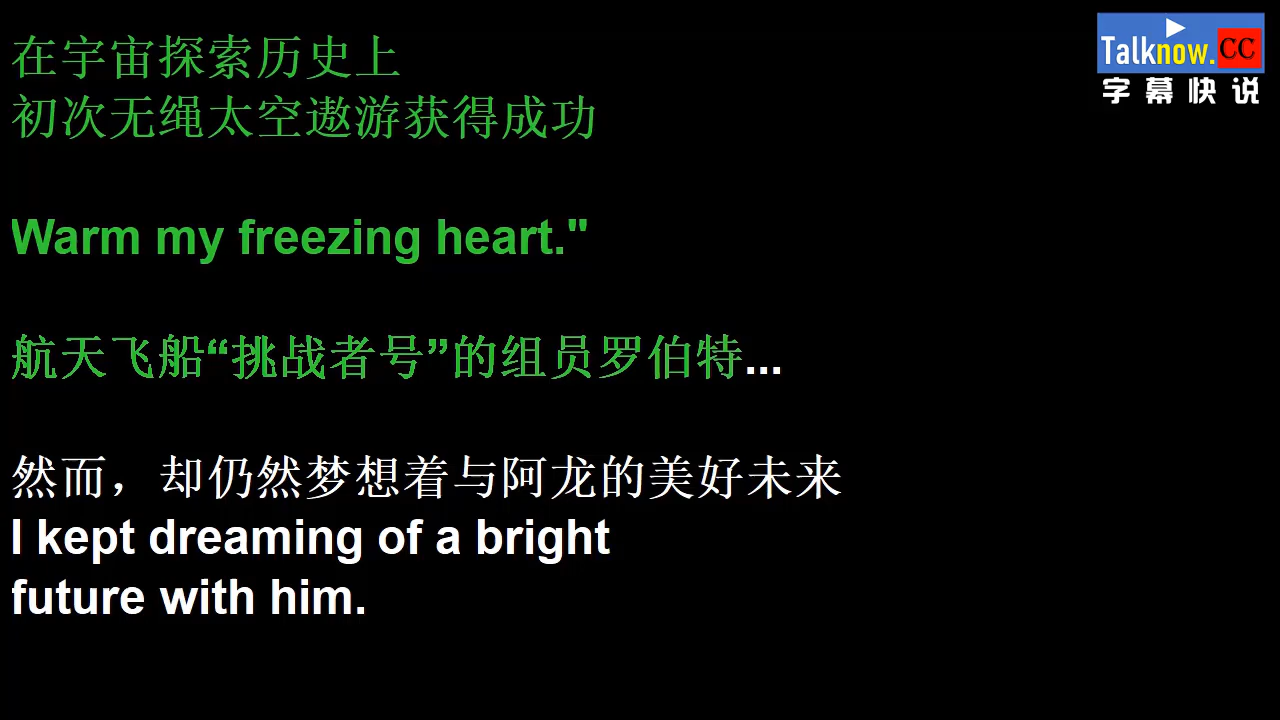 在宇宙探索历史上
初次无绳太空遨游获得成功
Warm my freezing heart."
航天飞船“挑战者号”的组员罗伯特...
然而，却仍然梦想着与阿龙的美好未来
I kept dreaming of a bright
future with him.
Talknow.CC
字幕快说